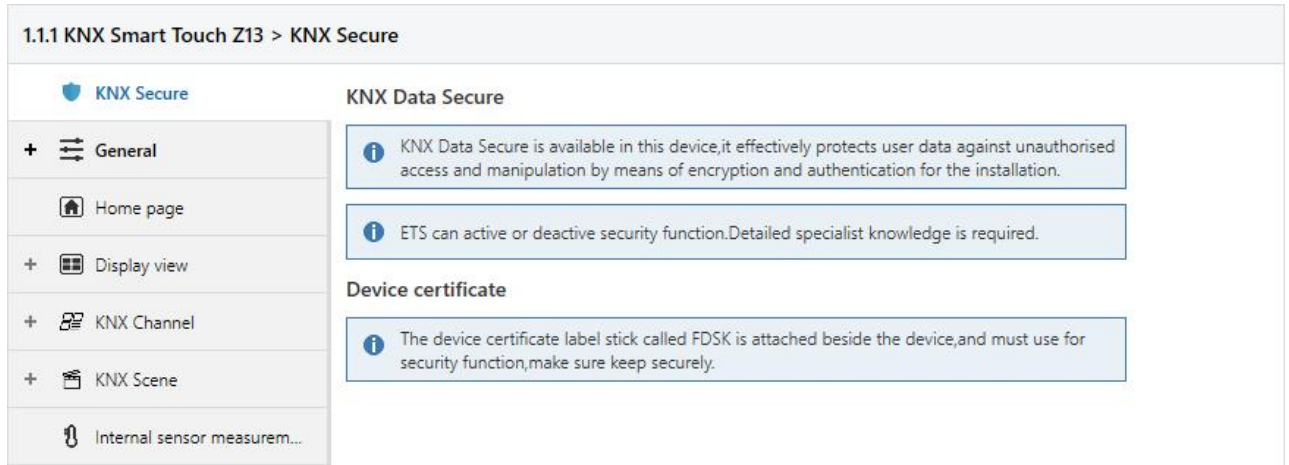 1.1.1 KNX Smart Touch Z13 > KNX Secure
KNX Secure
+ General
Home page
+ Display view
+ KNX Channel
+ KNX Scene
Internal sensor measurem...
KNX Data Secure
KNX Data Secure is available in this device,it effectively protects user data against unauthorised
access and manipulation by means of encryption and authentication for the installation.
ETS can active or deactive security function.Detailed specialist knowledge is required.
Device certificate
The device certificate label stick called FDSK is attached beside the device,and must use for
security function,make sure keep securely.